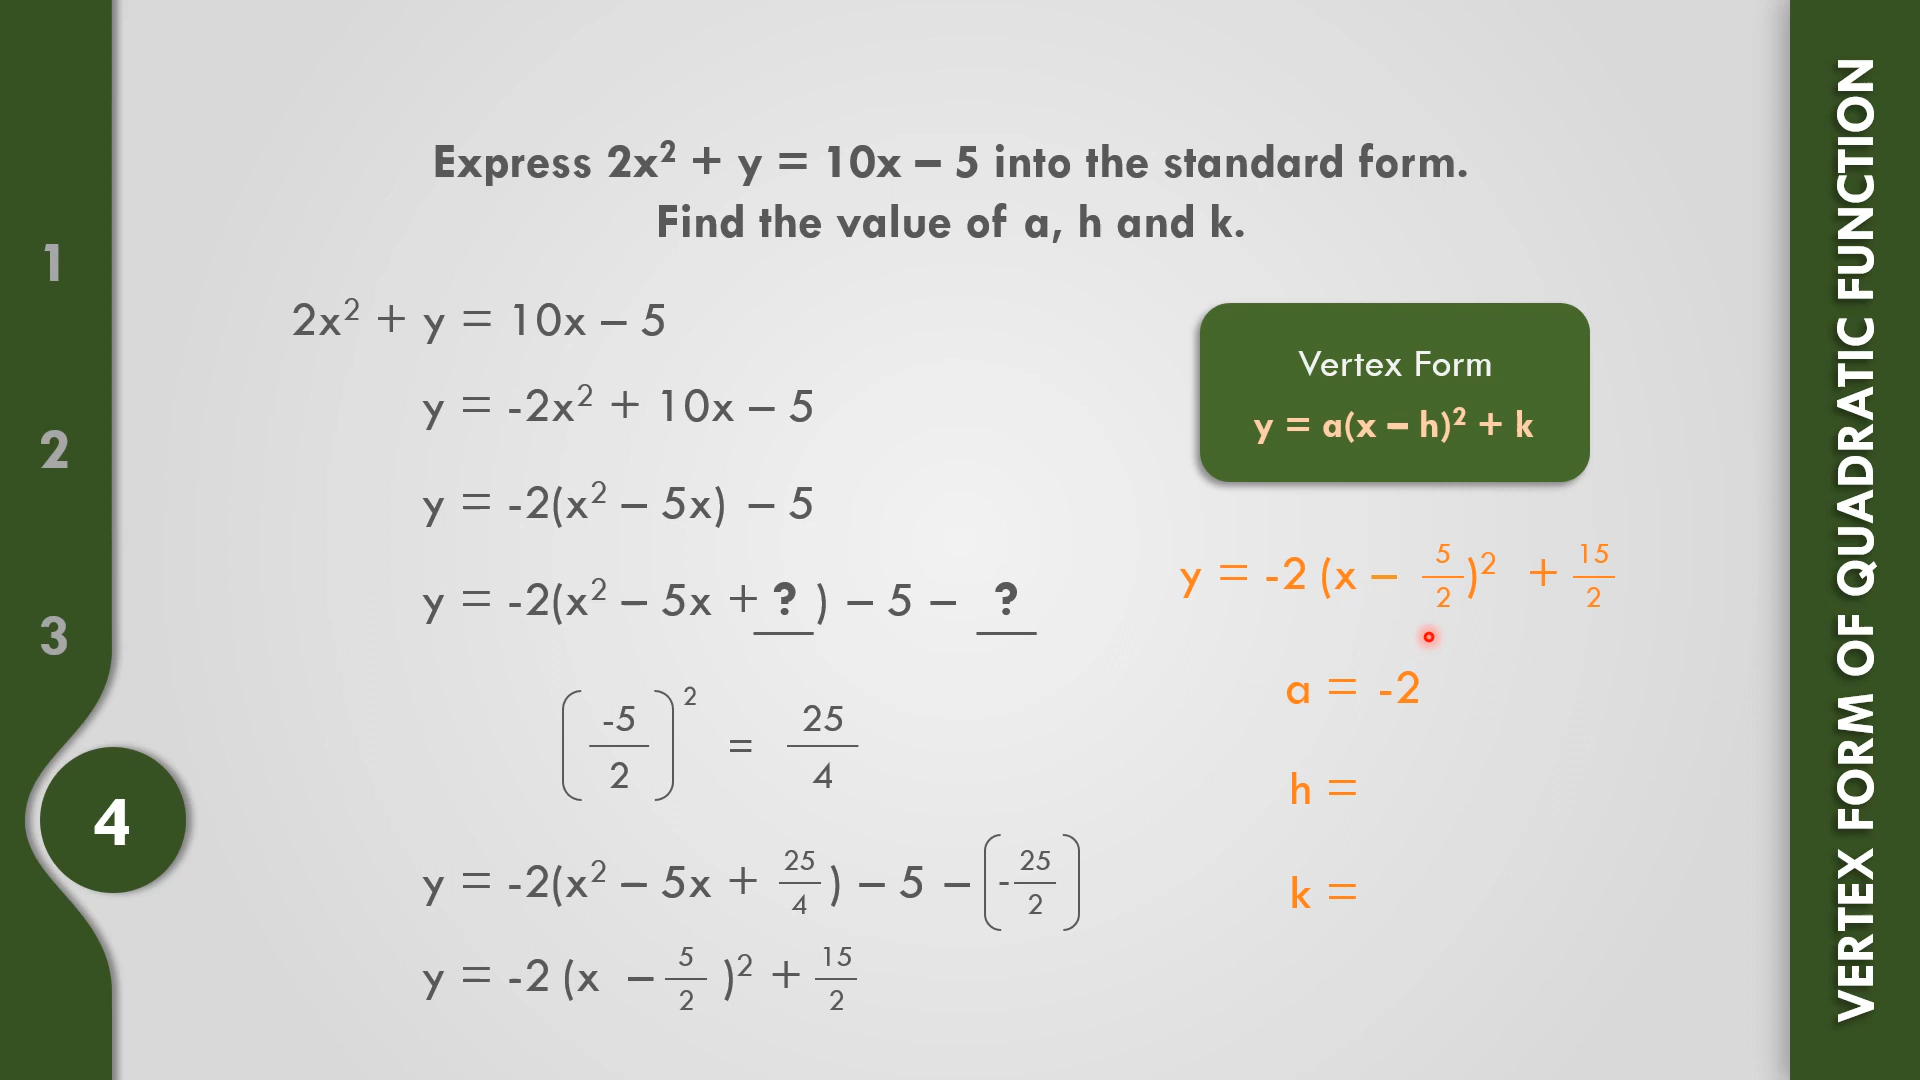 1
2
3
4
Express 2x² + y = 10x – 5 into the standard form.
Find the value of a, h and k.
2x² + y = 10x – 5
y = -2x² + 10x – 5
y = -2(x² – 5x) – 5
y = -2(x² – 5x + ? ) – 5 – ?
(-5/2)² = 25/4
y = -2(x² – 5x + 25/4) – 5 – (-25/2)
y = -2 (x – 5/2)² + 15/2
Vertex Form
y = a(x – h)² + k
y = -2 (x – 5/2)² + 15/2
a = -2
h =
k =
VERTEX FORM OF QUADRATIC FUNCTION